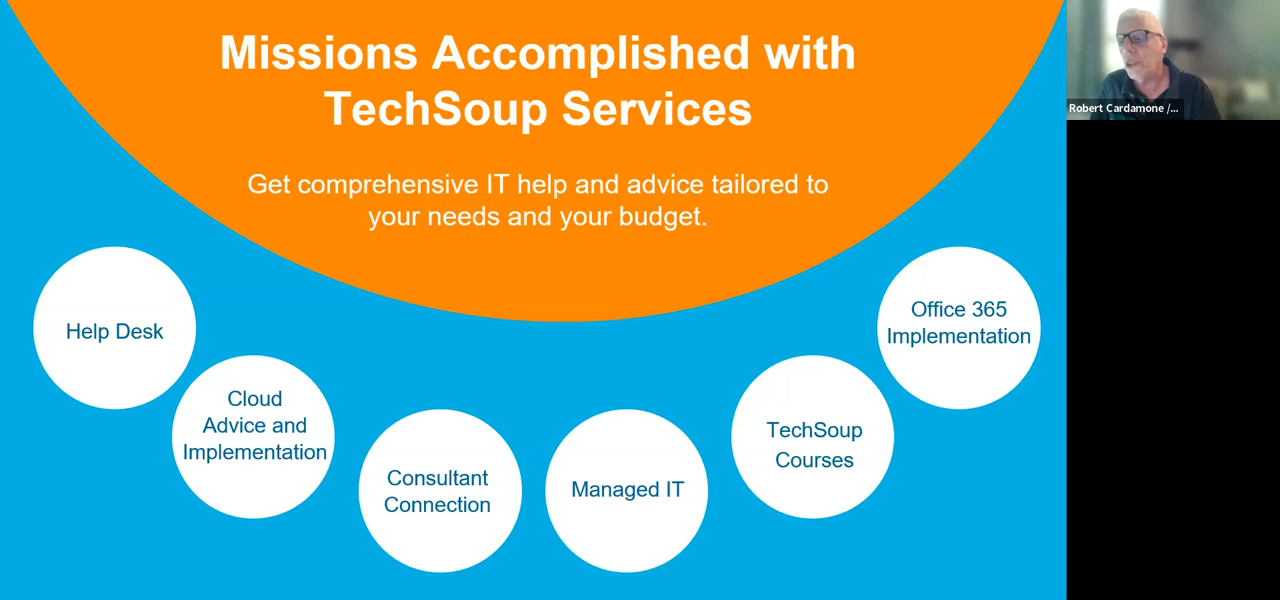 Missions Accomplished with
TechSoup Services
Get comprehensive IT help and advice tailored to
your needs and your budget.
Help Desk
Cloud
Advice and
Implementation
Consultant
Connection
Managed IT
TechSoup
Courses
Office 365
Implementation
Robert Cardamone /...